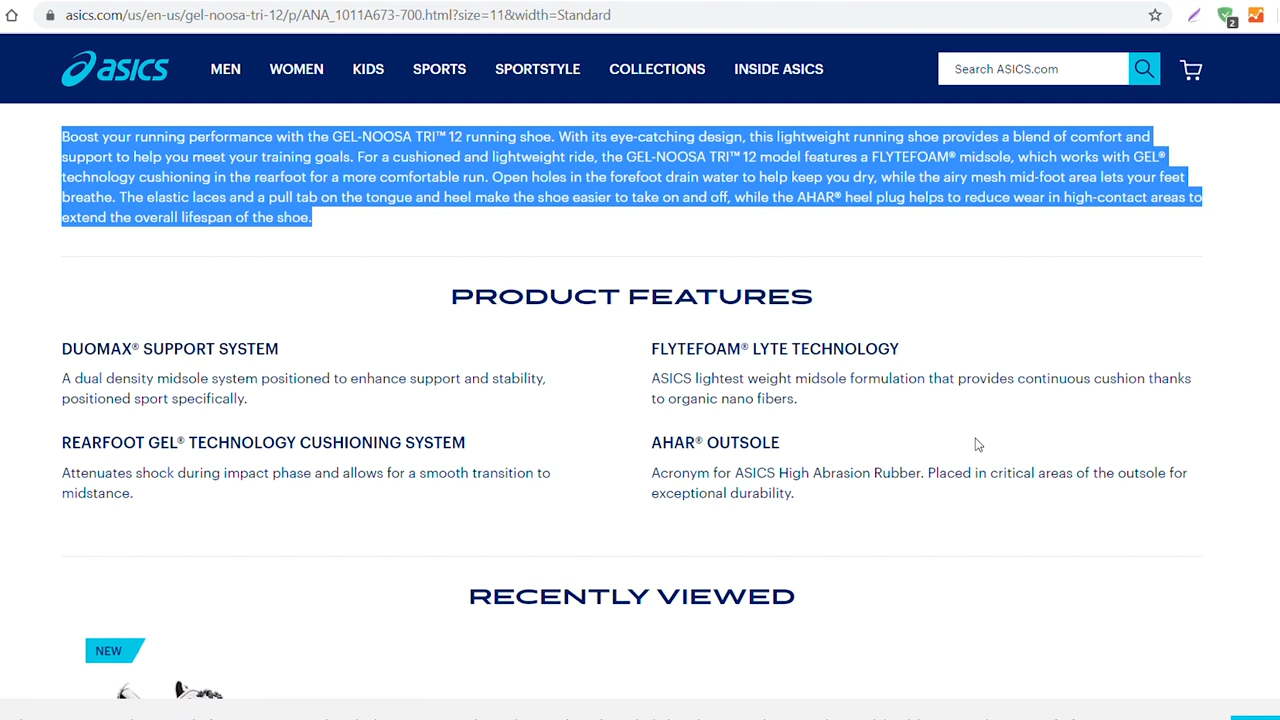 asics.com/us/en-us/gel-noosa-tri-12/p/ANA_1011A673-700.html?size=11&width=Standard
2
asics
MEN WOMEN KIDS SPORTS SPORTSTYLE COLLECTIONS INSIDE ASICS Search ASICS.com
Boost your running performance with the GEL-NOOSA TRI™ 12 running shoe. With its eye-catching design, this lightweight running shoe provides a blend of comfort and
support to help you meet your training goals. For a cushioned and lightweight ride, the GEL-NOOSA TRI™ 12 model features a FLYTEFOAM® midsole, which works with GEL®
technology cushioning in the rearfoot for a more comfortable run. Open holes in the forefoot drain water to help keep you dry, while the airy mesh mid-foot area lets your feet
breathe. The elastic laces and a pull tab on the tongue and heel make the shoe easier to take on and off, while the AHAR® heel plug helps to reduce wear in high-contact areas to
extend the overall lifespan of the shoe.
PRODUCT FEATURES
DUOMAX® SUPPORT SYSTEM
A dual density midsole system positioned to enhance support and stability,
positioned sport specifically.
FLYTEFOAM® LYTE TECHNOLOGY
ASICS lightest weight midsole formulation that provides continuous cushion thanks
to organic nano fibers.
REARFOOT GEL® TECHNOLOGY CUSHIONING SYSTEM
Attenuates shock during impact phase and allows for a smooth transition to
midstance.
AHAR® OUTSOLE
Acronym for ASICS High Abrasion Rubber. Placed in critical areas of the outsole for
exceptional durability.
RECENTLY VIEWED
NEW